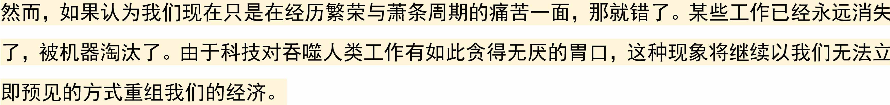 然而，如果认为我们现在只是在经历繁荣与萧条周期的痛苦一面，那就错了。某些工作已经永远消失
了，被机器淘汰了。由于科技对吞噬人类工作有如此贪得无厌的胃口，这种现象将继续以我们无法立
即预见的方式重组我们的经济。